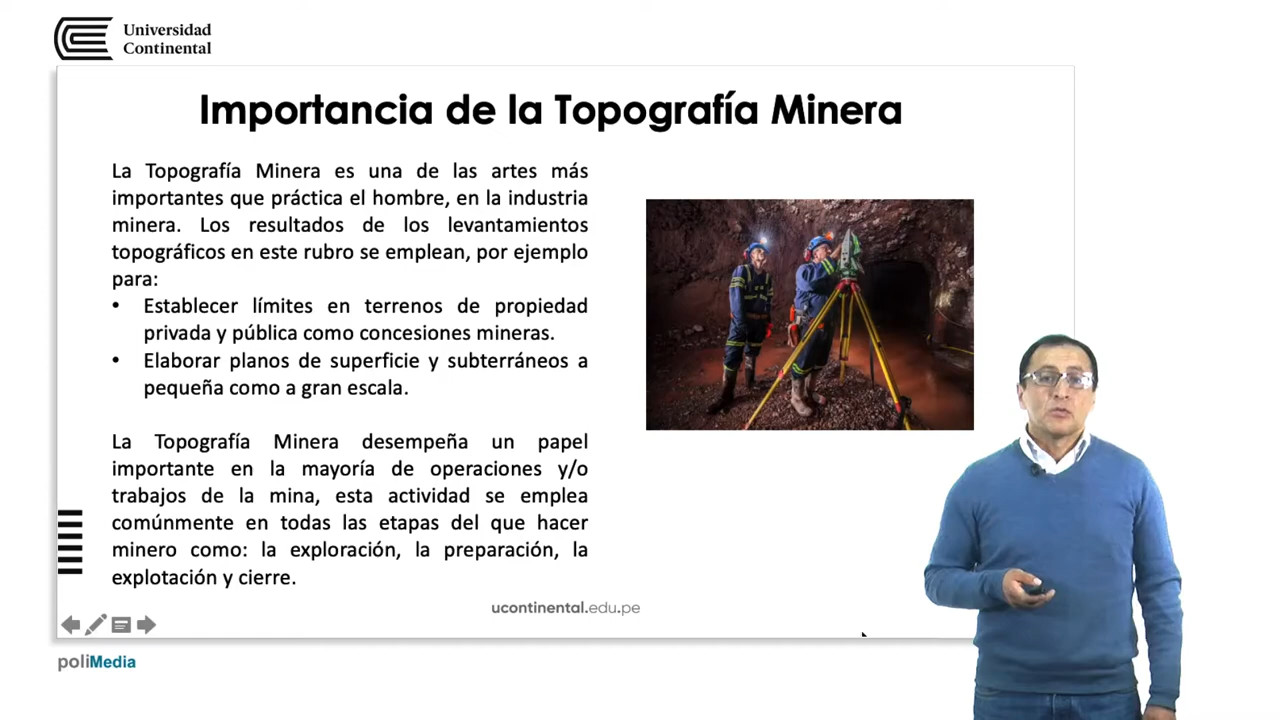 Universidad
Continental
Importancia de la Topografía Minera
La Topografía Minera es una de las artes más
importantes que práctica el hombre, en la industria
minera. Los resultados de los levantamientos
topográficos en este rubro se emplean, por ejemplo
para:
• Establecer límites en terrenos de propiedad
privada y pública como concesiones mineras.
• Elaborar planos de superficie y subterráneos a
pequeña como a gran escala.
La Topografía Minera desempeña un papel
importante en la mayoría de operaciones y/o
trabajos de la mina, esta actividad se emplea
comúnmente en todas las etapas del que hacer
minero como: la exploración, la preparación, la
explotación y cierre.
ucontinental.edu.pe
poliMedia